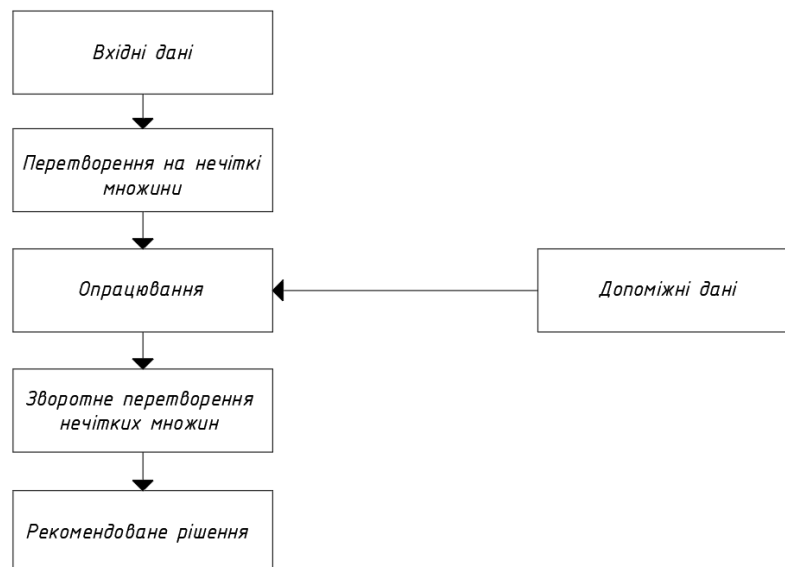 Вхідні дані
Перетворення на нечіткі
множини
Опрацювання
Допоміжні дані
Зворотне перетворення
нечітких множин
Рекомендоване рішення